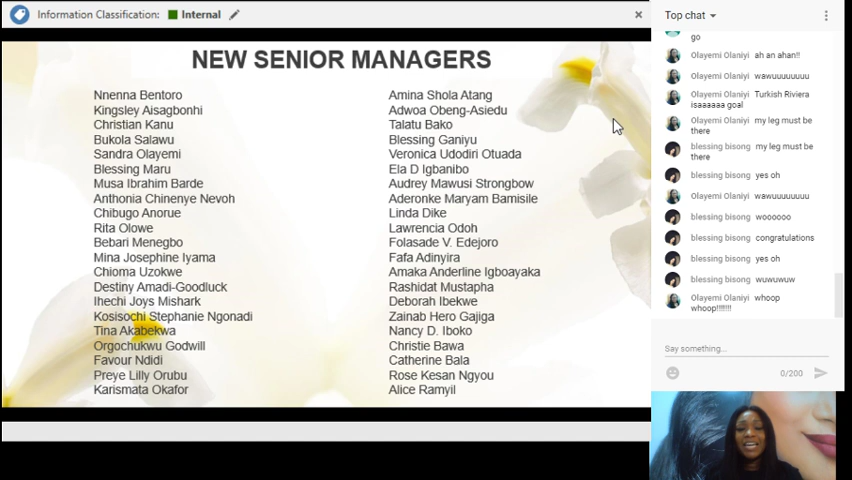 Information Classification: Internal
NEW SENIOR MANAGERS
Nnenna Bentoro
Kingsley Aisagbonhi
Christian Kanu
Bukola Salawu
Sandra Olayemi
Blessing Maru
Musa Ibrahim Barde
Anthonia Chinenye Nevoh
Chibugo Anorue
Rita Olowe
Bebari Menegbo
Mina Josephine Iyama
Chioma Uzokwe
Destiny Amadi-Goodluck
Ihechi Joys Mishark
Kosisochi Stephanie Ngonadi
Tina Akabekwa
Orgochukwu Godwill
Favour Ndidi
Preye Lilly Orubu
Karismata Okafor
Amina Shola Atang
Adwoa Obeng-Asiedu
Talatu Bako
Blessing Ganiyu
Veronica Udodiri Otuada
Ela D Igbanibo
Audrey Mawusi Strongbow
Aderonke Maryam Bamisile
Linda Dike
Lawrencia Odoh
Folasade V. Edejoro
Fafa Adinyira
Amaka Anderline Igboayaka
Rashidat Mustapha
Deborah Ibekwe
Zainab Hero Gajiga
Nancy D. Iboko
Christie Bawa
Catherine Bala
Rose Kesan Ngyou
Alice Ramyil
Top chat
go
Olayemi Olaniyi ah an ahan!!
Olayemi Olaniyi wawuuuuuuuu
Olayemi Olaniyi Turkish Riviera
isaaaaaa goal
Olayemi Olaniyi my leg must be
there
blessing bisong my leg must be
there
blessing bisong yes oh
Olayemi Olaniyi wawuuuuuuuu
blessing bisong woooooo
blessing bisong congratulations
blessing bisong yes oh
blessing bisong wuwuwuw
Olayemi Olaniyi whoop
whoop!!!!!!!!
Say something...
0/200